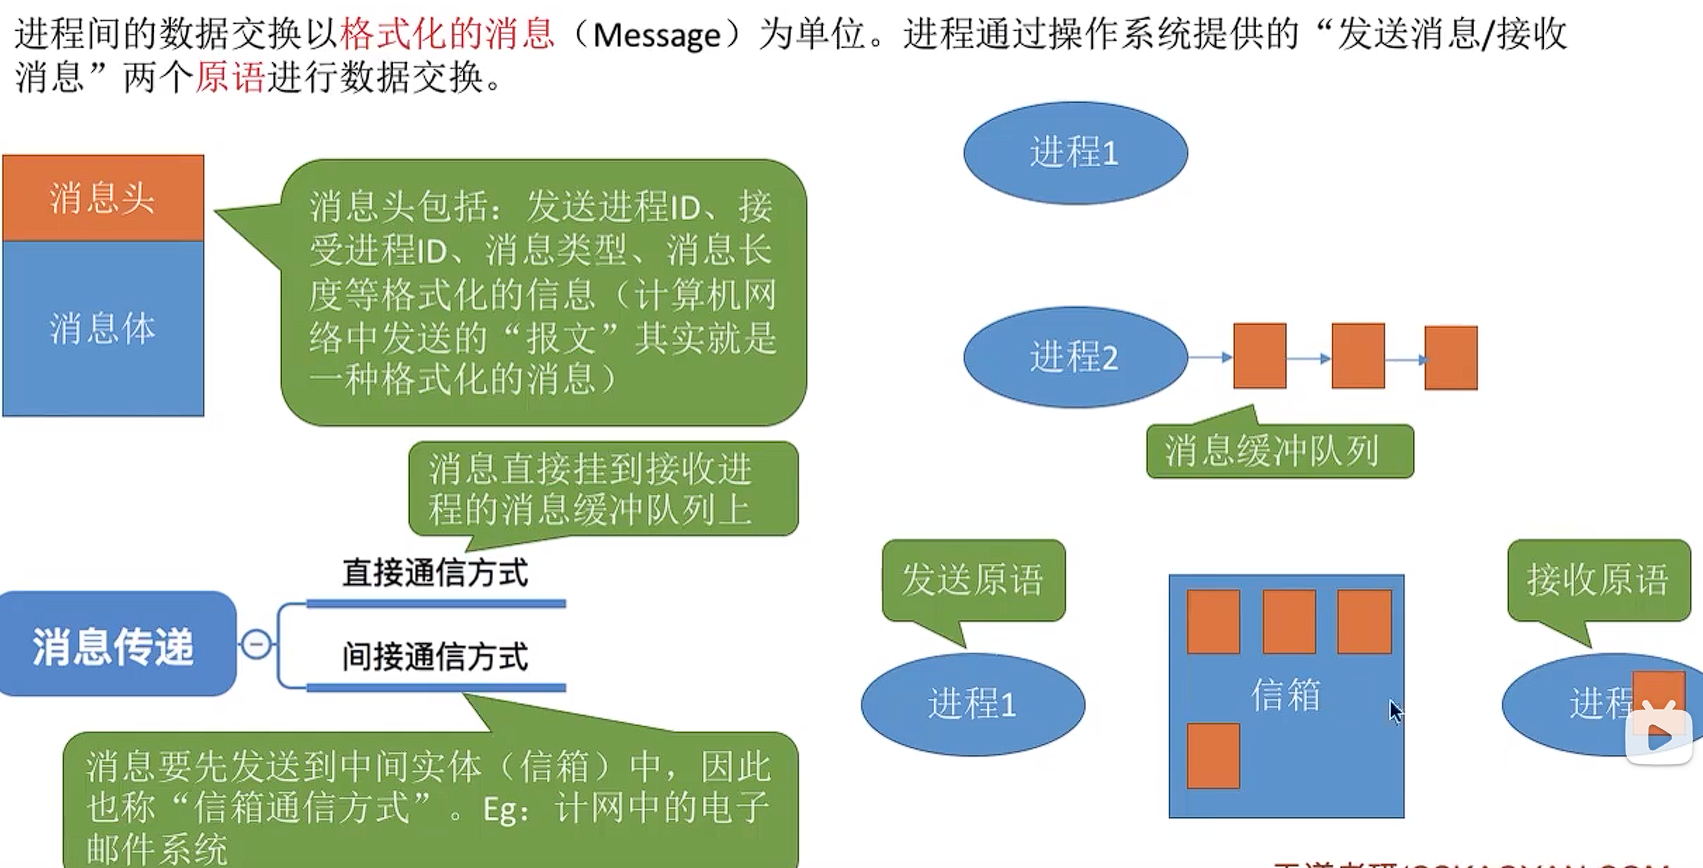 进程间的数据交换以格式化的消息（Message）为单位。进程通过操作系统提供的“发送消息/接收
消息”两个原语进行数据交换。
消息头
消息体
消息头包括：发送进程ID、接
受进程ID、消息类型、消息长
度等格式化的信息（计算机网
络中发送的“报文”其实就是
一种格式化的消息）
进程1
进程2
消息缓冲队列
消息直接挂到接收进
程的消息缓冲队列上
直接通信方式
消息传递
间接通信方式
消息要先发送到中间实体（信箱）中，因此
也称“信箱通信方式”。Eg：计网中的电子
邮件系统
发送原语
进程1
信箱
接收原语
进程